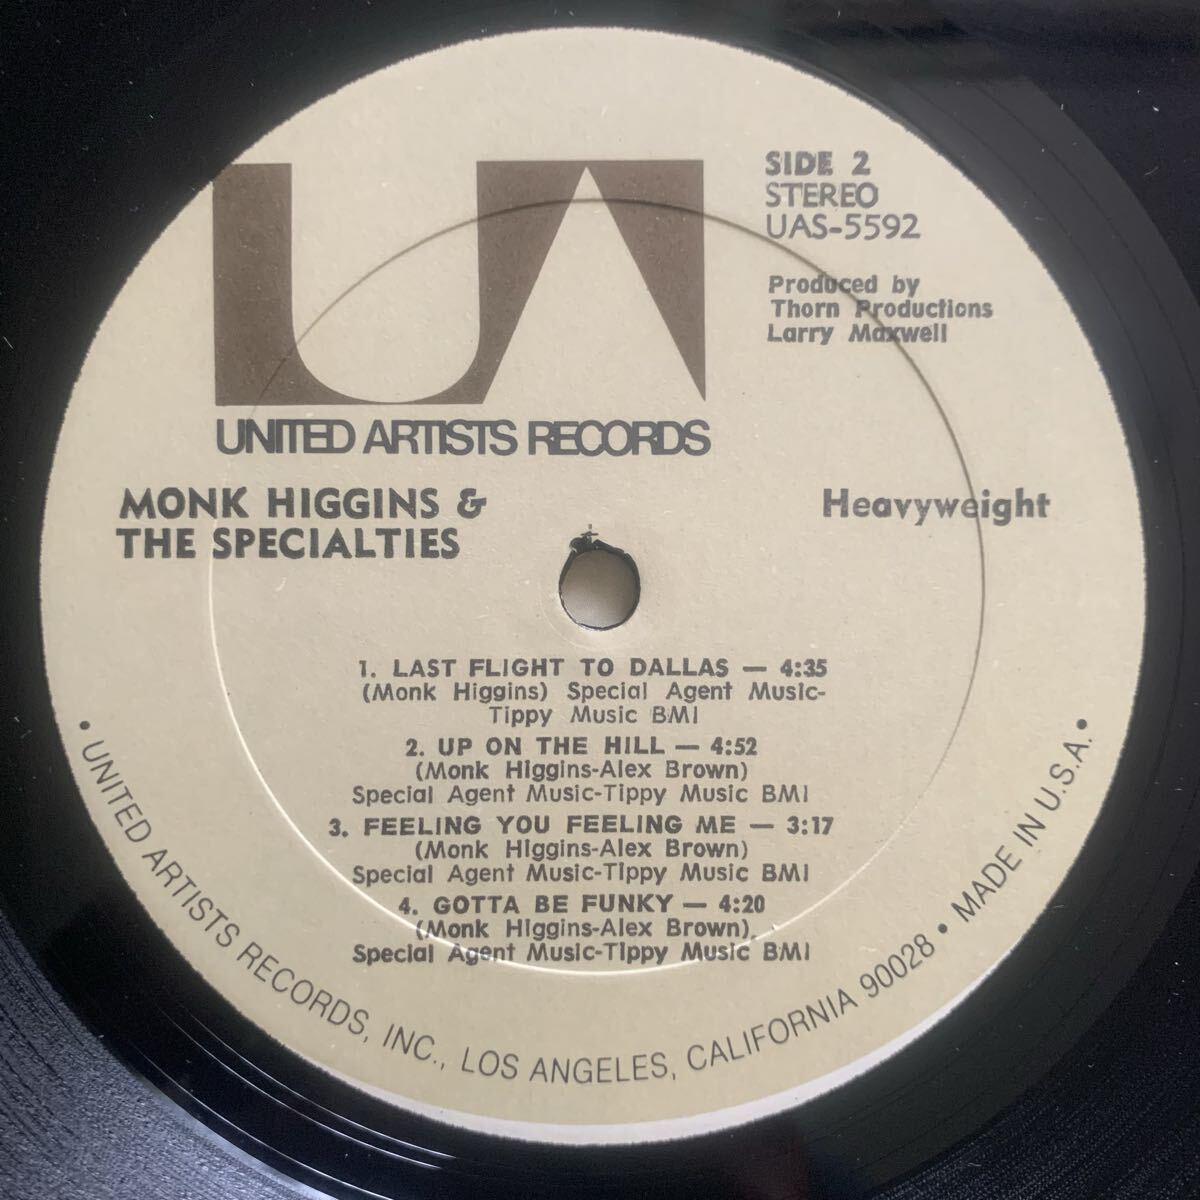 UA
UNITED ARTISTS RECORDS
SIDE 2
STEREO
UAS-5592
Produced by
Thorn Productions
Larry Maxwell
MONK HIGGINS &
THE SPECIALTIES
Heavyweight
1. LAST FLIGHT TO DALLAS — 4:35
(Monk Higgins) Special Agent Music-
Tippy Music BMI
2. UP ON THE HILL — 4:52
(Monk Higgins-Alex Brown)
Special Agent Music-Tippy Music BMI
3. FEELING YOU FEELING ME — 3:17
(Monk Higgins-Alex Brown)
Special Agent Music-Tippy Music BMI
4. GOTTA BE FUNKY — 4:20
(Monk Higgins-Alex Brown)
Special Agent Music-Tippy Music BMI
• UNITED ARTISTS RECORDS, INC., LOS ANGELES, CALIFORNIA 90028 • MADE IN U.S.A. •